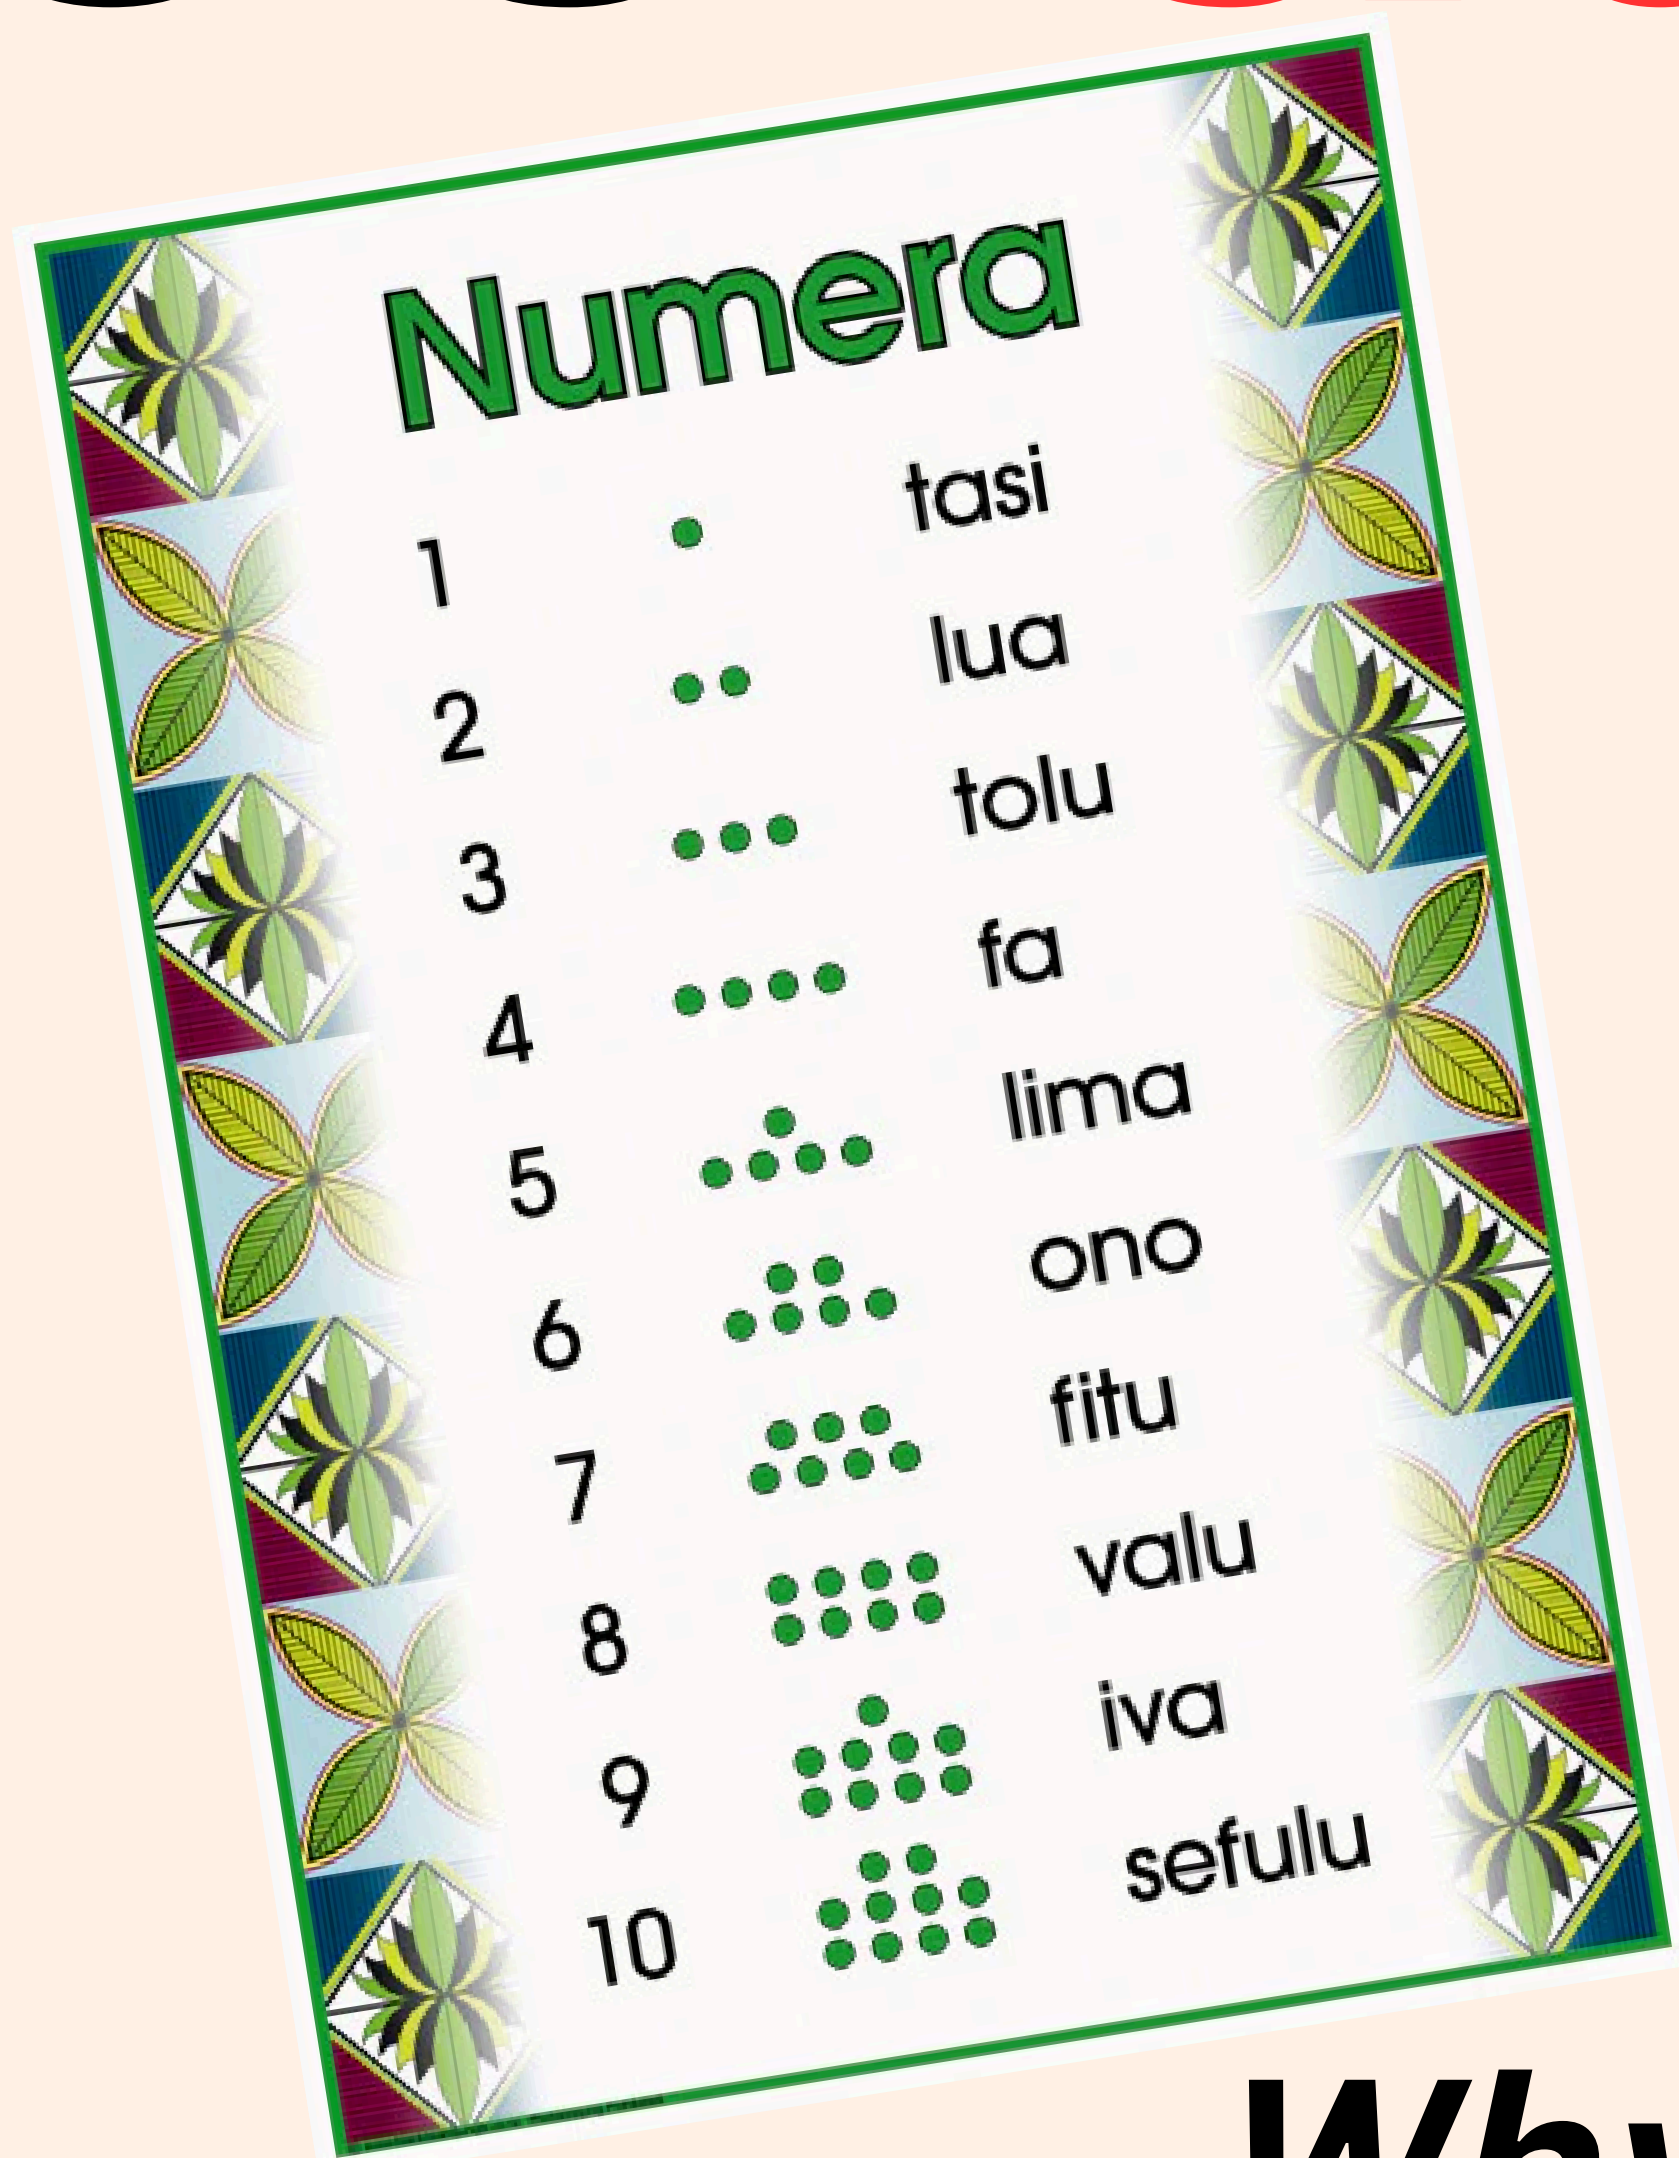 Numera
1 tasi
2 lua
3 tolu
4 fa
5 lima
6 ono
7 fitu
8 valu
9 iva
10 sefulu